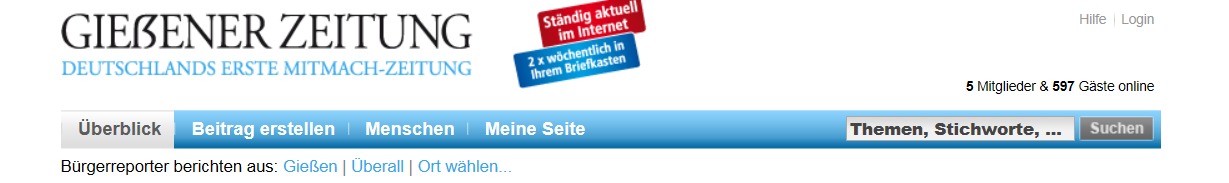 GIEßENER ZEITUNG
DEUTSCHLANDS ERSTE MITMACH-ZEITUNG
Ständig aktuell
im Internet
2 x wöchentlich in
Ihrem Briefkasten
Hilfe | Login
5 Mitglieder & 597 Gäste online
Überblick | Beitrag erstellen | Menschen | Meine Seite
Themen, Stichworte, ... Suchen
Bürgerreporter berichten aus: Gießen | Überall | Ort wählen...